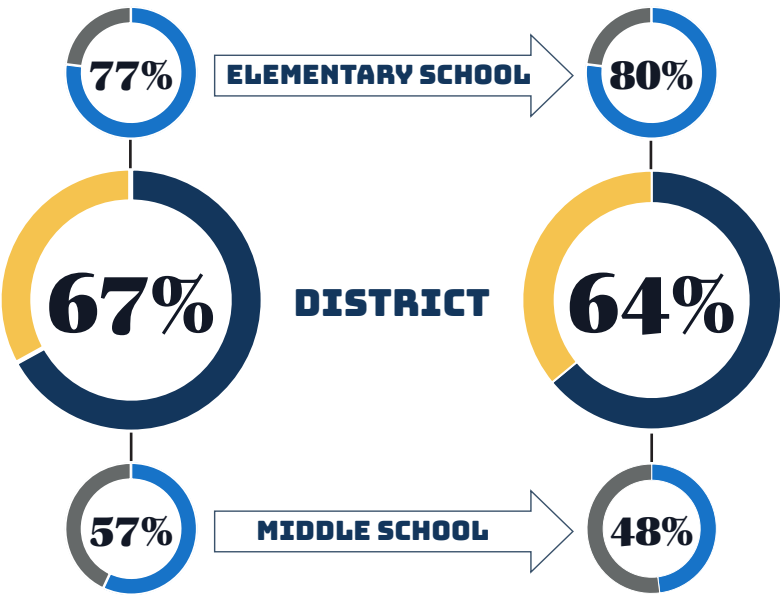 77% ELEMENTARY SCHOOL 80%
67% DISTRICT 64%
57% MIDDLE SCHOOL 48%